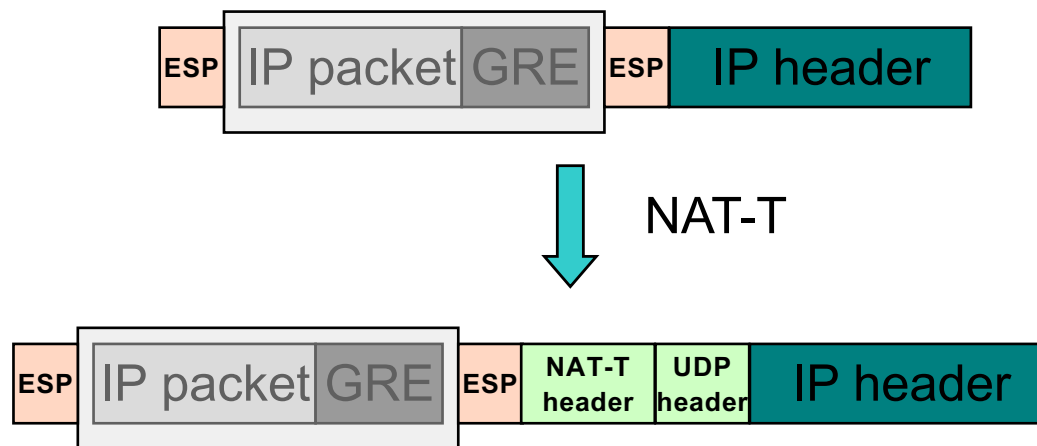 ESP IP packet GRE ESP IP header
NAT-T
ESP IP packet GRE ESP NAT-T header UDP header IP header